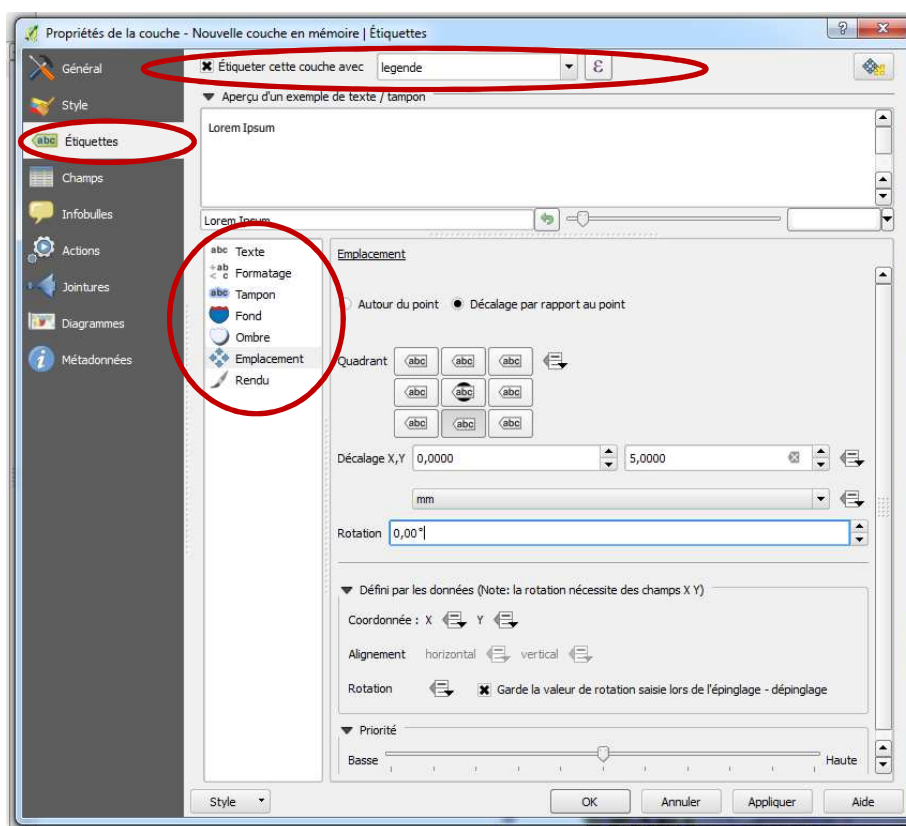 Propriétés de la couche - Nouvelle couche en mémoire | Étiquettes
Général
Style
abc Étiquettes
Champs
Infobulles
Actions
Jointures
Diagrammes
Métadonnées
Étiqueter cette couche avec legende ε
Aperçu d'un exemple de texte / tampon
Lorem Ipsum
Lorem Ipsum
abc Texte
+ab < c Formatage
abc Tampon
Fond
Ombre
Emplacement
Rendu
Emplacement
Autour du point Décalage par rapport au point
Quadrant abc abc abc
abc abc abc
abc abc abc
Décalage X,Y 0,0000 5,0000
mm
Rotation 0,00°
Défini par les données (Note: la rotation nécessite des champs X Y)
Coordonnée : X Y
Alignement horizontal vertical
Rotation Garde la valeur de rotation saisie lors de l'épinglage - dépinglage
Priorité
Basse Haute
Style OK Annuler Appliquer Aide